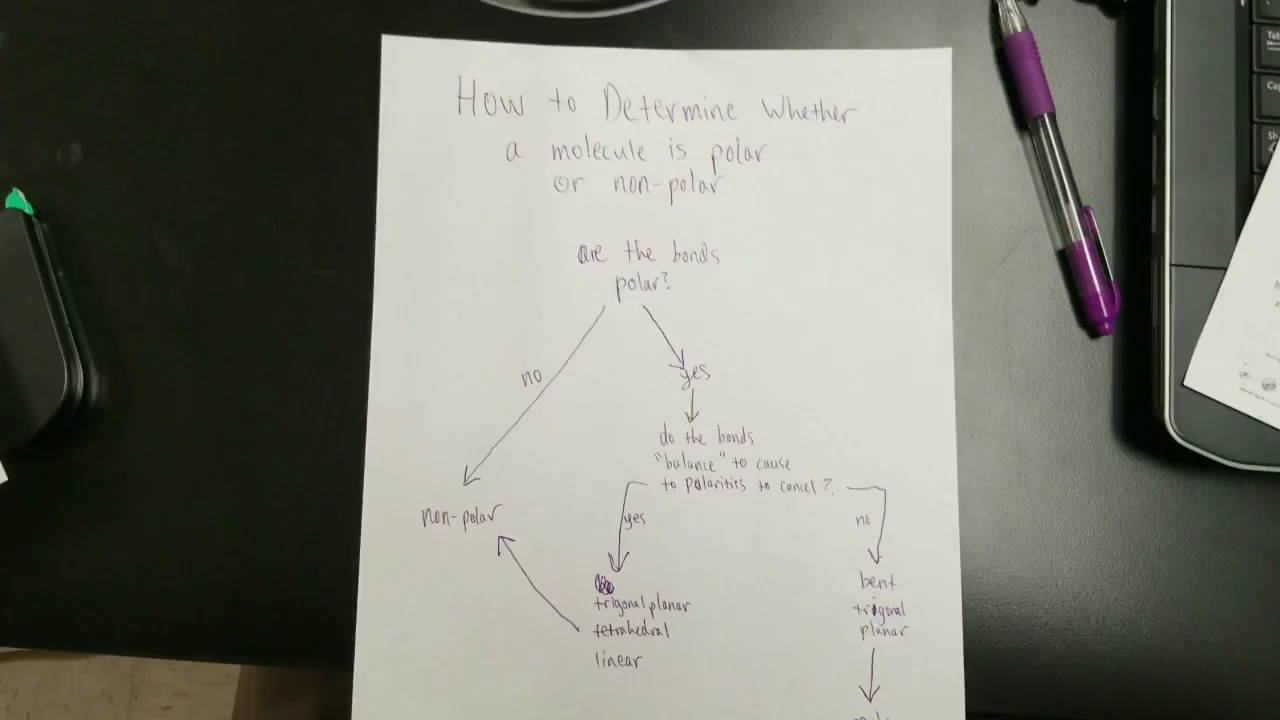 How to Determine Whether
a molecule is polar
or non-polar
are the bonds
polar?
no
yes
do the bonds
"balance" to cause
to polarities to cancel?
yes
no
non-polar
trigonal planar
tetrahedral
linear
bent
trigonal
planar
Tab